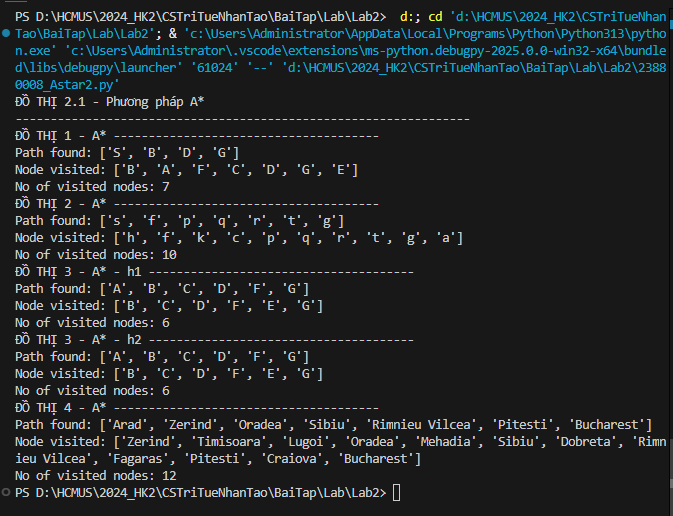 PS D:\HCMUS\2024_HK2\CSTriTueNhanTao\BaiTap\Lab\Lab2>  d:; cd 'd:\HCMUS\2024_HK2\CSTriTueNhan
Tao\BaiTap\Lab\Lab2'; & 'c:\Users\Administrator\AppData\Local\Programs\Python\Python313\pytho
n.exe' 'c:\Users\Administrator\.vscode\extensions\ms-python.debugpy-2025.0.0-win32-x64\bundle
d\libs\debugpy\launcher' '61024' '--' 'd:\HCMUS\2024_HK2\CSTriTueNhanTao\BaiTap\Lab\Lab2\2388
0008_Astar2.py'
ĐỒ THỊ 2.1 - Phương pháp A*
-----------------------------------------------------------------
ĐỒ THỊ 1 - A* --------------------------------------
Path found: ['S', 'B', 'D', 'G']
Node visited: ['B', 'A', 'F', 'C', 'D', 'G', 'E']
No of visited nodes: 7
ĐỒ THỊ 2 - A* --------------------------------------
Path found: ['s', 'f', 'p', 'q', 'r', 't', 'g']
Node visited: ['h', 'f', 'k', 'c', 'p', 'q', 'r', 't', 'g', 'a']
No of visited nodes: 10
ĐỒ THỊ 3 - A* - h1 --------------------------------------
Path found: ['A', 'B', 'C', 'D', 'F', 'G']
Node visited: ['B', 'C', 'D', 'F', 'E', 'G']
No of visited nodes: 6
ĐỒ THỊ 3 - A* - h2 --------------------------------------
Path found: ['A', 'B', 'C', 'D', 'F', 'G']
Node visited: ['B', 'C', 'D', 'F', 'E', 'G']
No of visited nodes: 6
ĐỒ THỊ 4 - A* --------------------------------------
Path found: ['Arad', 'Zerind', 'Oradea', 'Sibiu', 'Rimnieu Vilcea', 'Pitesti', 'Bucharest']
Node visited: ['Zerind', 'Timisoara', 'Lugoi', 'Oradea', 'Mehadia', 'Sibiu', 'Dobreta', 'Rimn
ieu Vilcea', 'Fagaras', 'Pitesti', 'Craiova', 'Bucharest']
No of visited nodes: 12
PS D:\HCMUS\2024_HK2\CSTriTueNhanTao\BaiTap\Lab\Lab2>